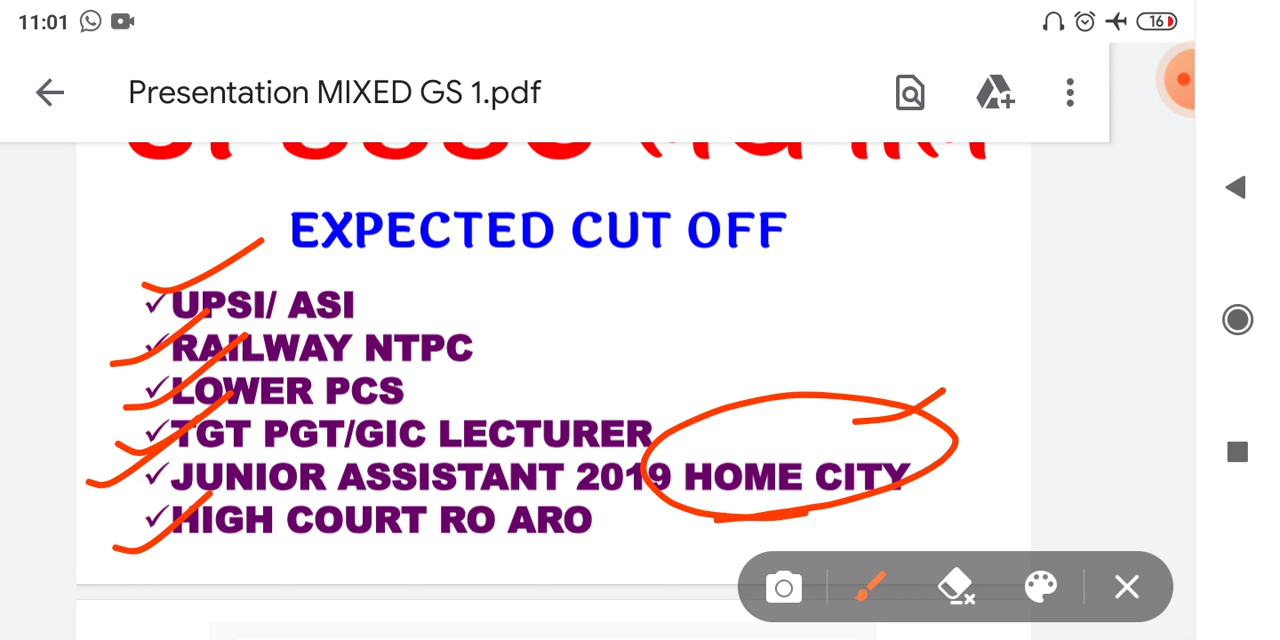 11:01
16
Presentation MIXED GS 1.pdf
EXPECTED CUT OFF
UPSI/ ASI
RAILWAY NTPC
LOWER PCS
TGT PGT/GIC LECTURER
JUNIOR ASSISTANT 2019 HOME CITY
HIGH COURT RO ARO